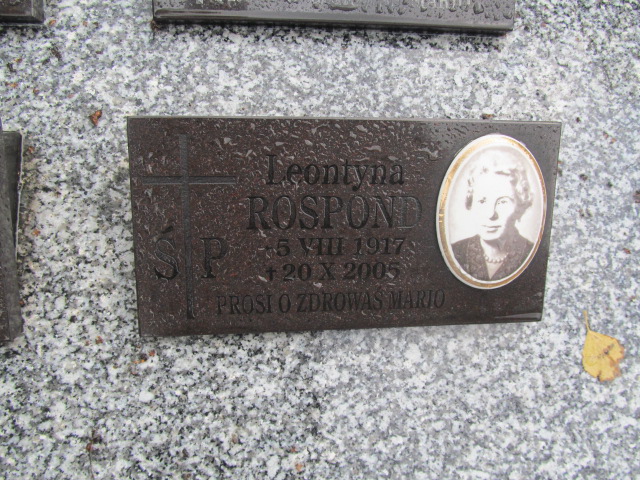 Leontyna
ROSPOND
5 VIII 1917
Ś P
† 20 X 2005
PROSI O ZDROWAŚ MARIO